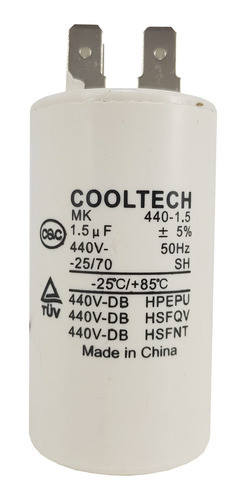 COOLTECH
MK 440-1.5
1.5μF ± 5%
440V- 50Hz
-25/70 SH
-25℃/+85℃
440V-DB HPEPU
440V-DB HSFQV
440V-DB HSFNT
Made in China
TÜV